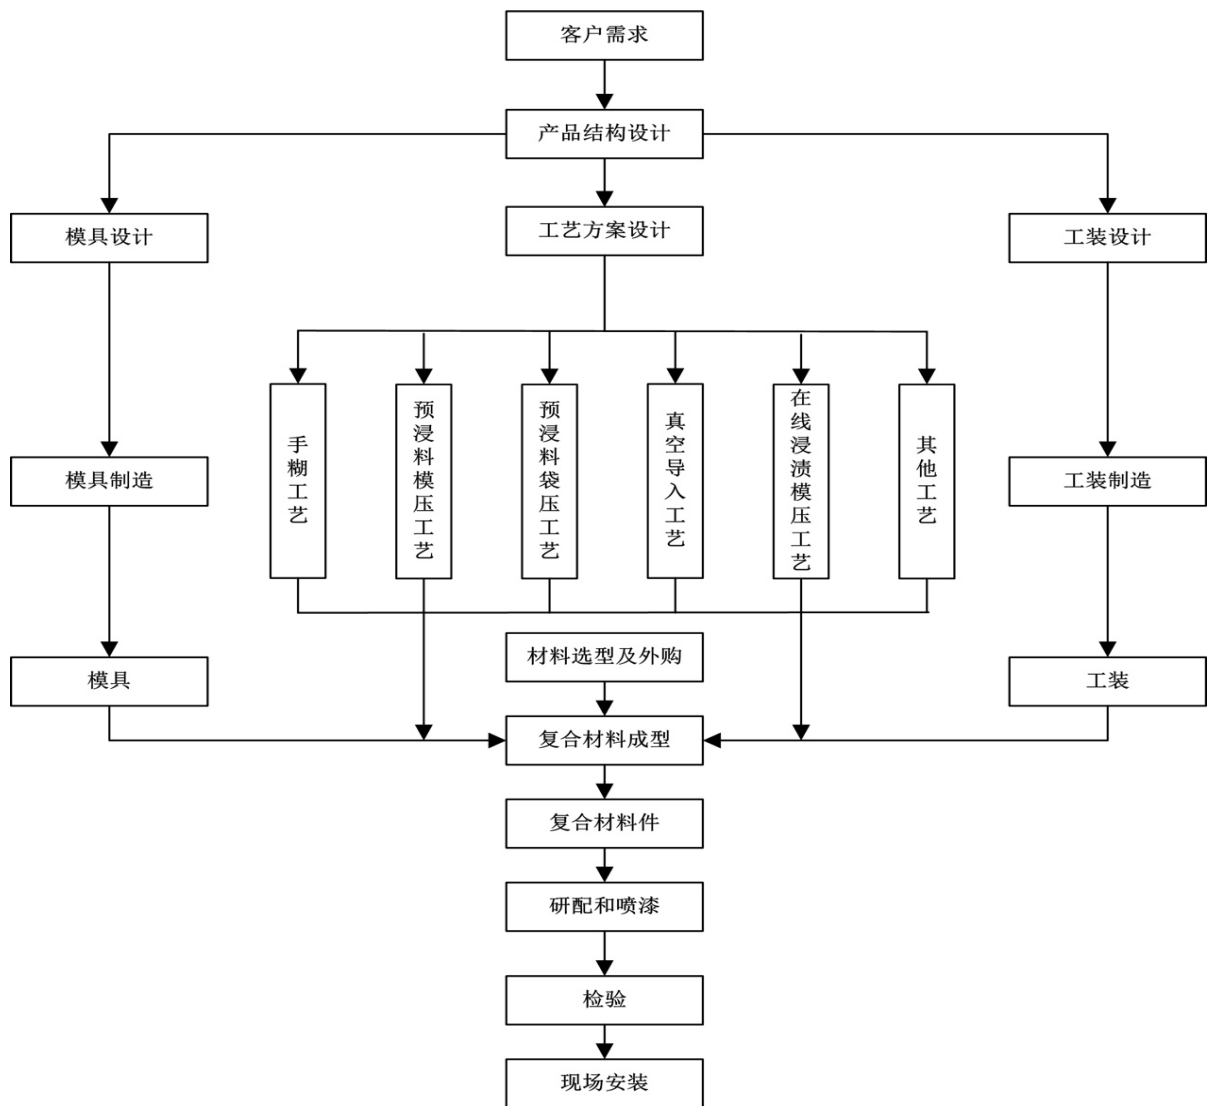 客户需求
产品结构设计
模具设计
工艺方案设计
工装设计
手糊工艺
预浸料模压工艺
预浸料袋压工艺
真空导入工艺
在线浸渍模压工艺
其他工艺
模具制造
工装制造
材料选型及外购
模具
工装
复合材料成型
复合材料件
研配和喷漆
检验
现场安装